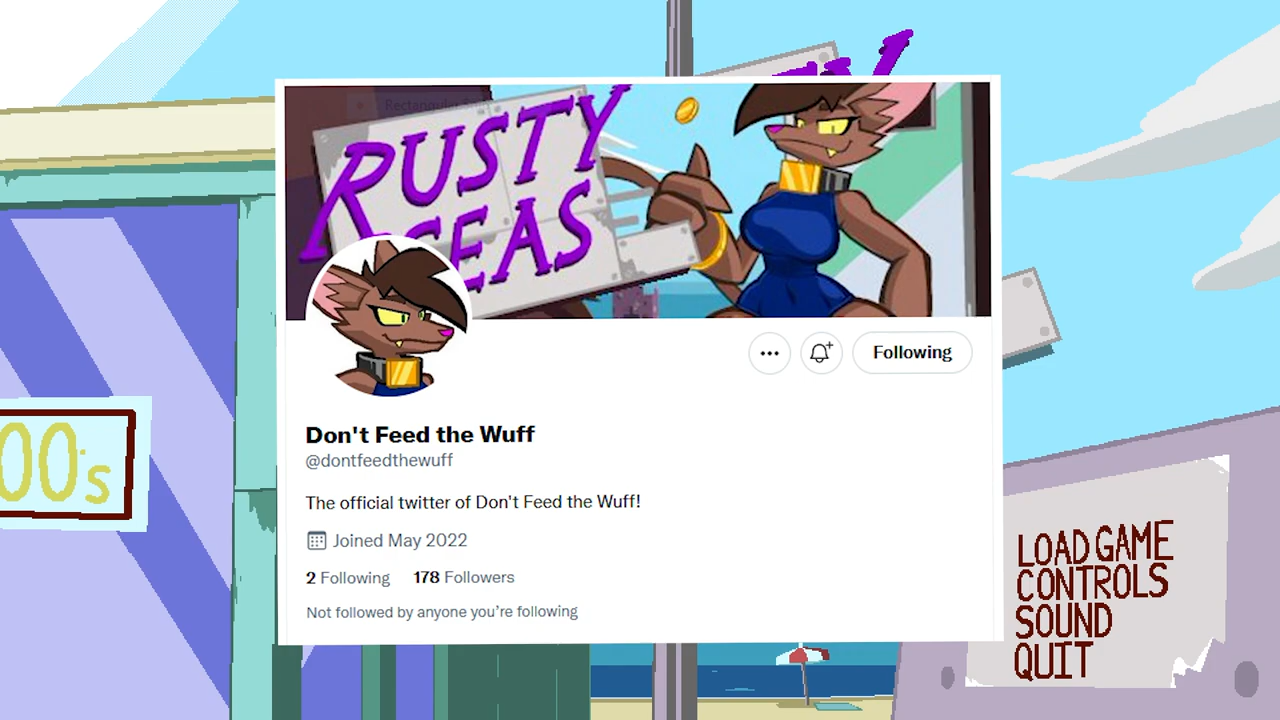 RUSTY
SEAS
Following
Don't Feed the Wuff
@dontfeedthewuff
The official twitter of Don't Feed the Wuff!
Joined May 2022
2 Following 178 Followers
Not followed by anyone you're following
00's
LOAD GAME
CONTROLS
SOUND
QUIT